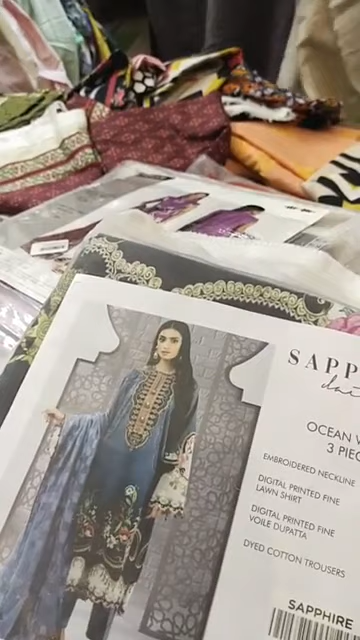 SAPP
dai
OCEAN
3 PIEC
EMBROIDERED NECKLINE
DIGITAL PRINTED FINE
LAWN SHIRT
DIGITAL PRINTED FINE
VOILE DUPATTA
DYED COTTON TROUSERS
SAPPHIRE